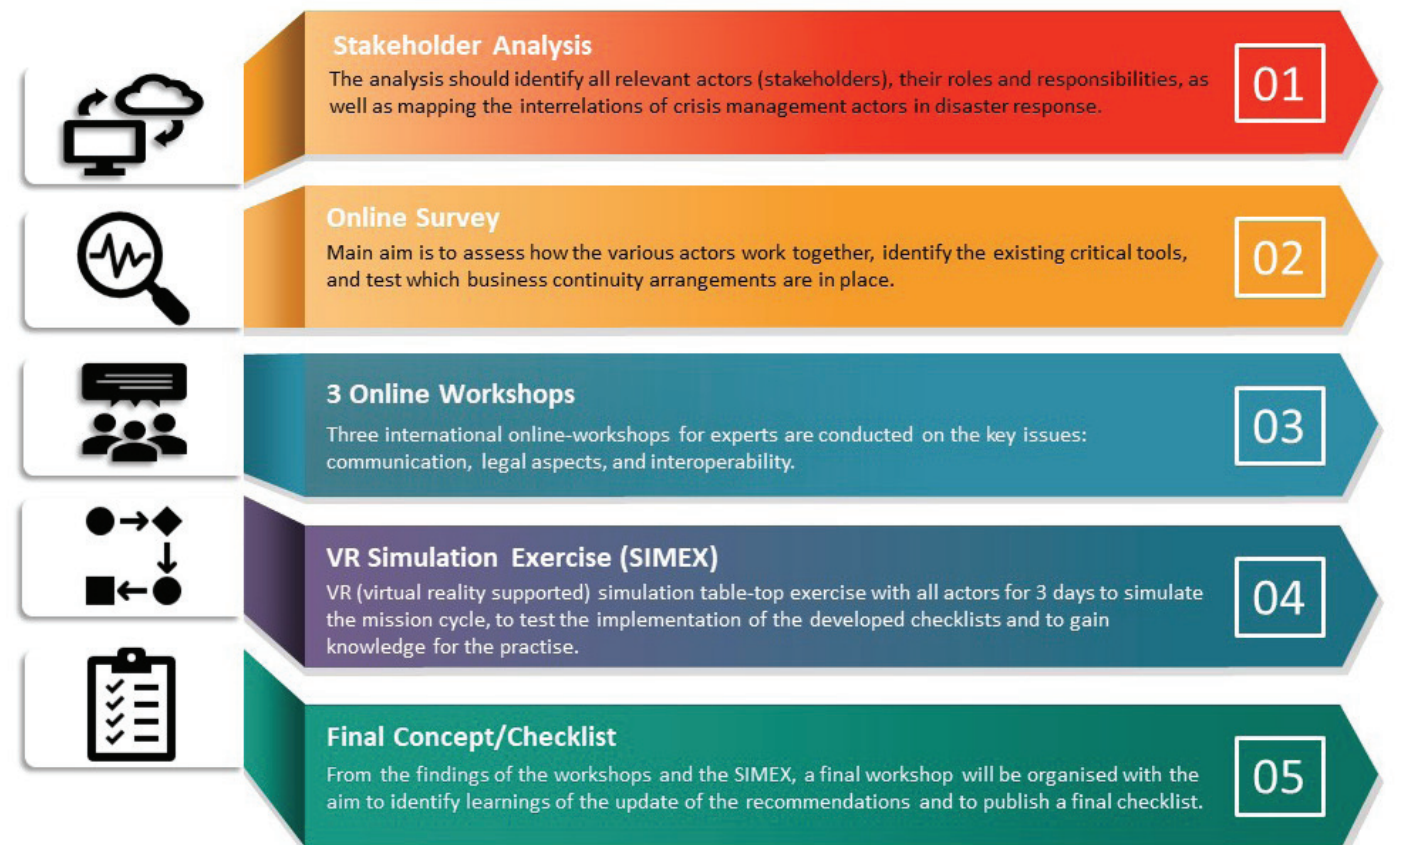 Stakeholder Analysis
The analysis should identify all relevant actors (stakeholders), their roles and responsibilities, as
well as mapping the interrelations of crisis management actors in disaster response.
01
Online Survey
Main aim is to assess how the various actors work together, identify the existing critical tools,
and test which business continuity arrangements are in place.
02
3 Online Workshops
Three international online-workshops for experts are conducted on the key issues:
communication, legal aspects, and interoperability.
03
VR Simulation Exercise (SIMEX)
VR (virtual reality supported) simulation table-top exercise with all actors for 3 days to simulate
the mission cycle, to test the implementation of the developed checklists and to gain
knowledge for the practise.
04
Final Concept/Checklist
From the findings of the workshops and the SIMEX, a final workshop will be organised with the
aim to identify learnings of the update of the recommendations and to publish a final checklist.
05